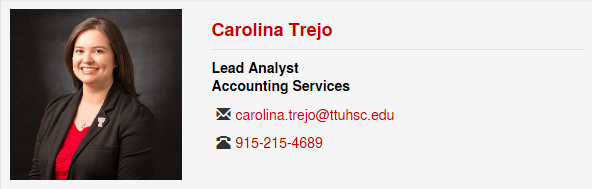 Carolina Trejo
Lead Analyst
Accounting Services
carolina.trejo@ttuhsc.edu
915-215-4689